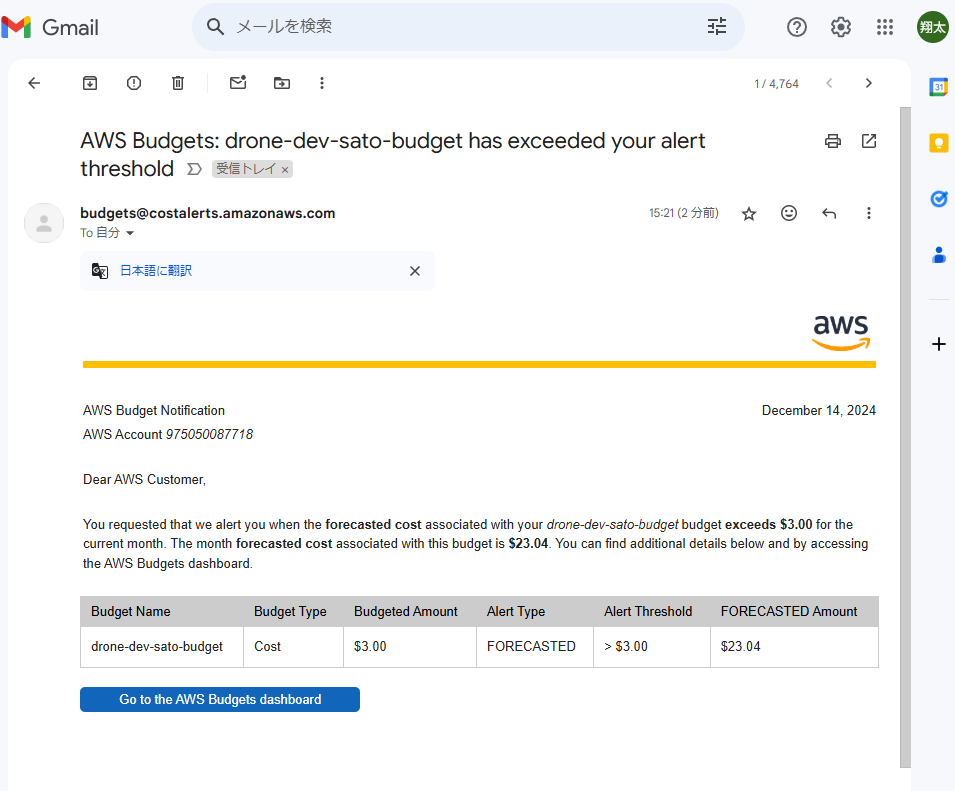 Gmail
メールを検索
翔太
1 / 4,764
31
AWS Budgets: drone-dev-sato-budget has exceeded your alert
threshold 受信トレイ ×
budgets@costalerts.amazonaws.com 15:21 (2 分前)
To 自分
日本語に翻訳
aws
AWS Budget Notification December 14, 2024
AWS Account 975050087718
Dear AWS Customer,
You requested that we alert you when the forecasted cost associated with your drone-dev-sato-budget budget exceeds $3.00 for the
current month. The month forecasted cost associated with this budget is $23.04. You can find additional details below and by accessing
the AWS Budgets dashboard.
Budget Name Budget Type Budgeted Amount Alert Type Alert Threshold FORECASTED Amount
drone-dev-sato-budget Cost $3.00 FORECASTED > $3.00 $23.04
Go to the AWS Budgets dashboard